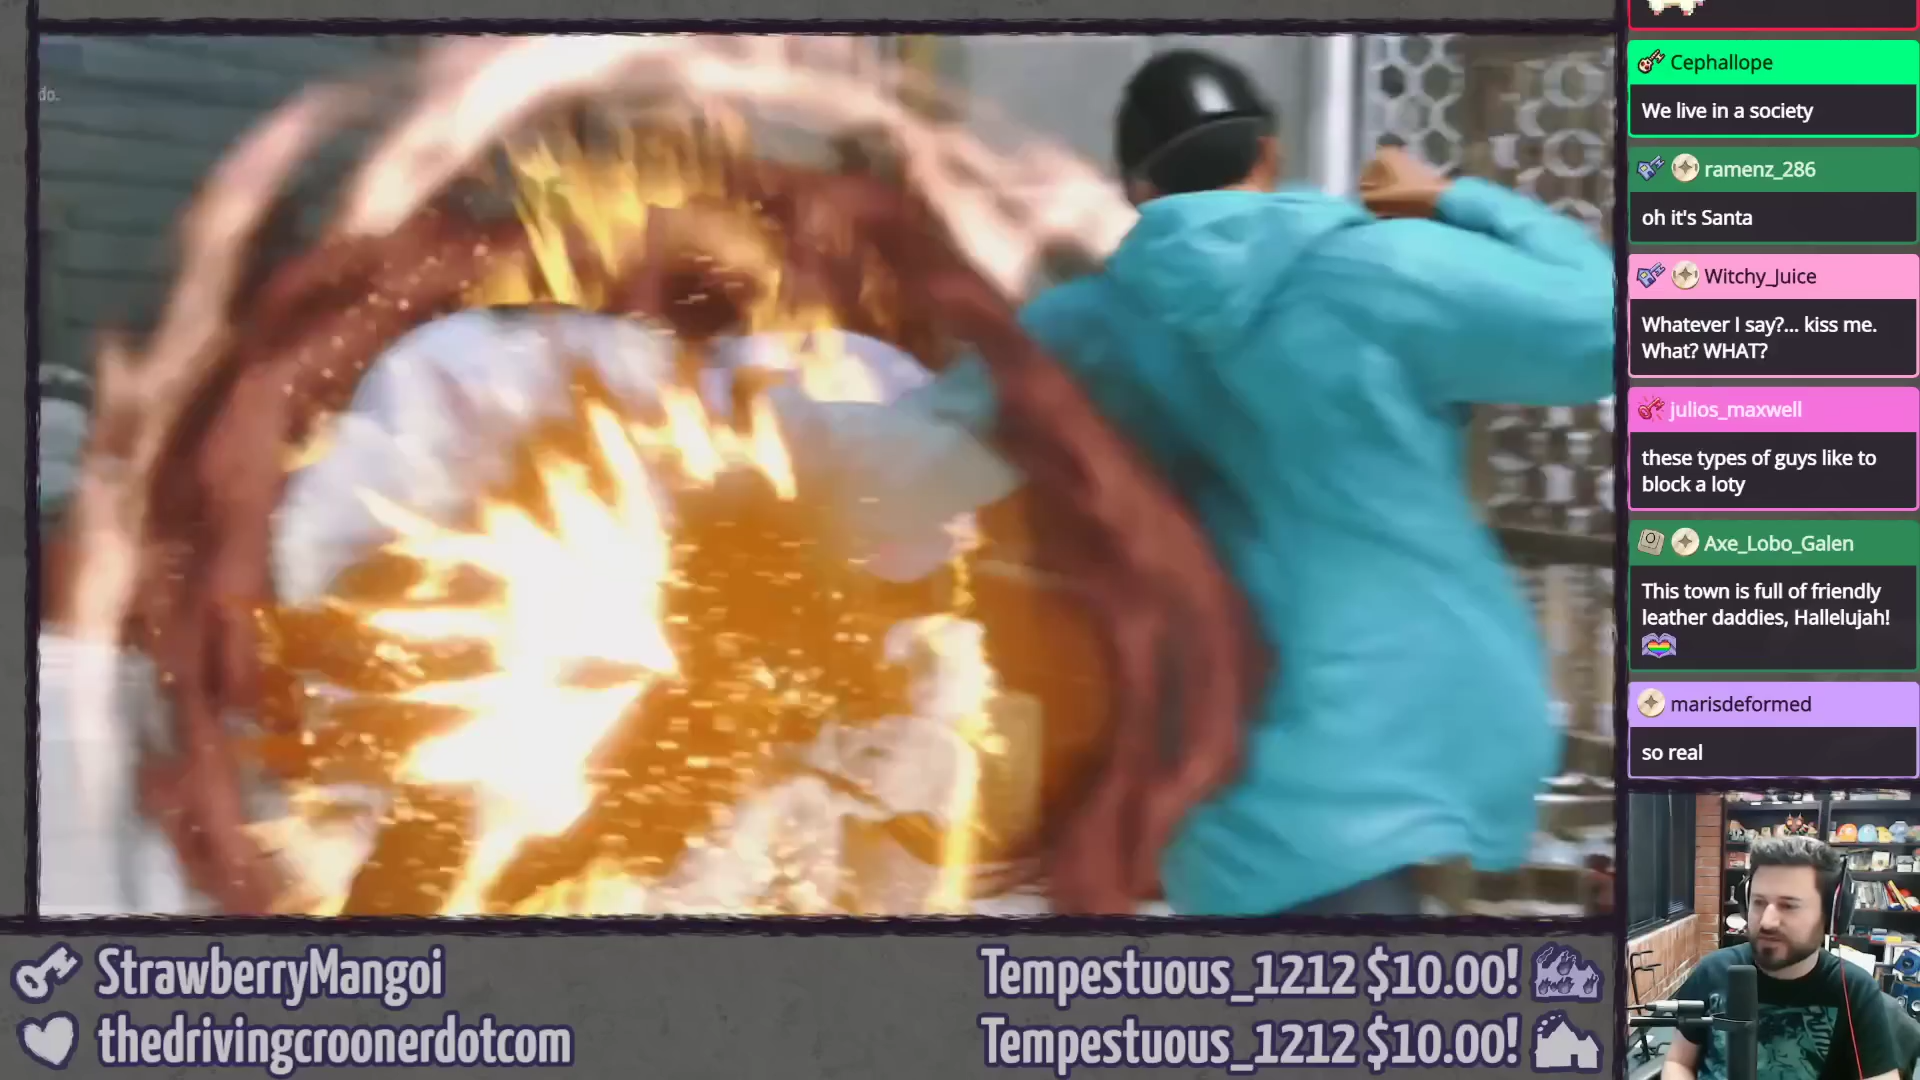 do.
Cephallope
We live in a society
ramenz_286
oh it's Santa
Witchy_Juice
Whatever I say?... kiss me.
What? WHAT?
julios_maxwell
these types of guys like to
block a loty
Axe_Lobo_Galen
This town is full of friendly
leather daddies, Hallelujah!
marisdeformed
so real
StrawberryMangoi
Tempestuous_1212 $10.00!
thedrivingcroonerdotcom
Tempestuous_1212 $10.00!